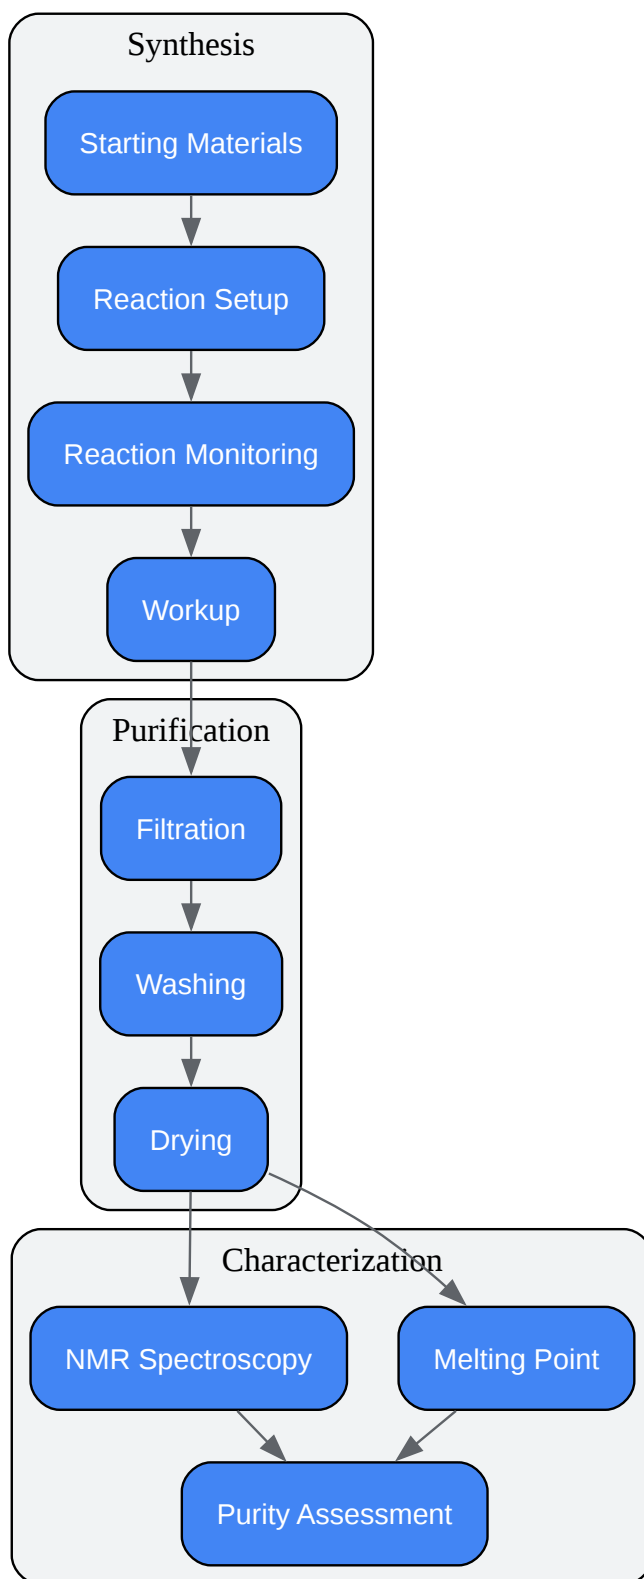 Synthesis
Starting Materials
Reaction Setup
Reaction Monitoring
Workup
Purification
Filtration
Washing
Drying
Characterization
NMR Spectroscopy
Melting Point
Purity Assessment